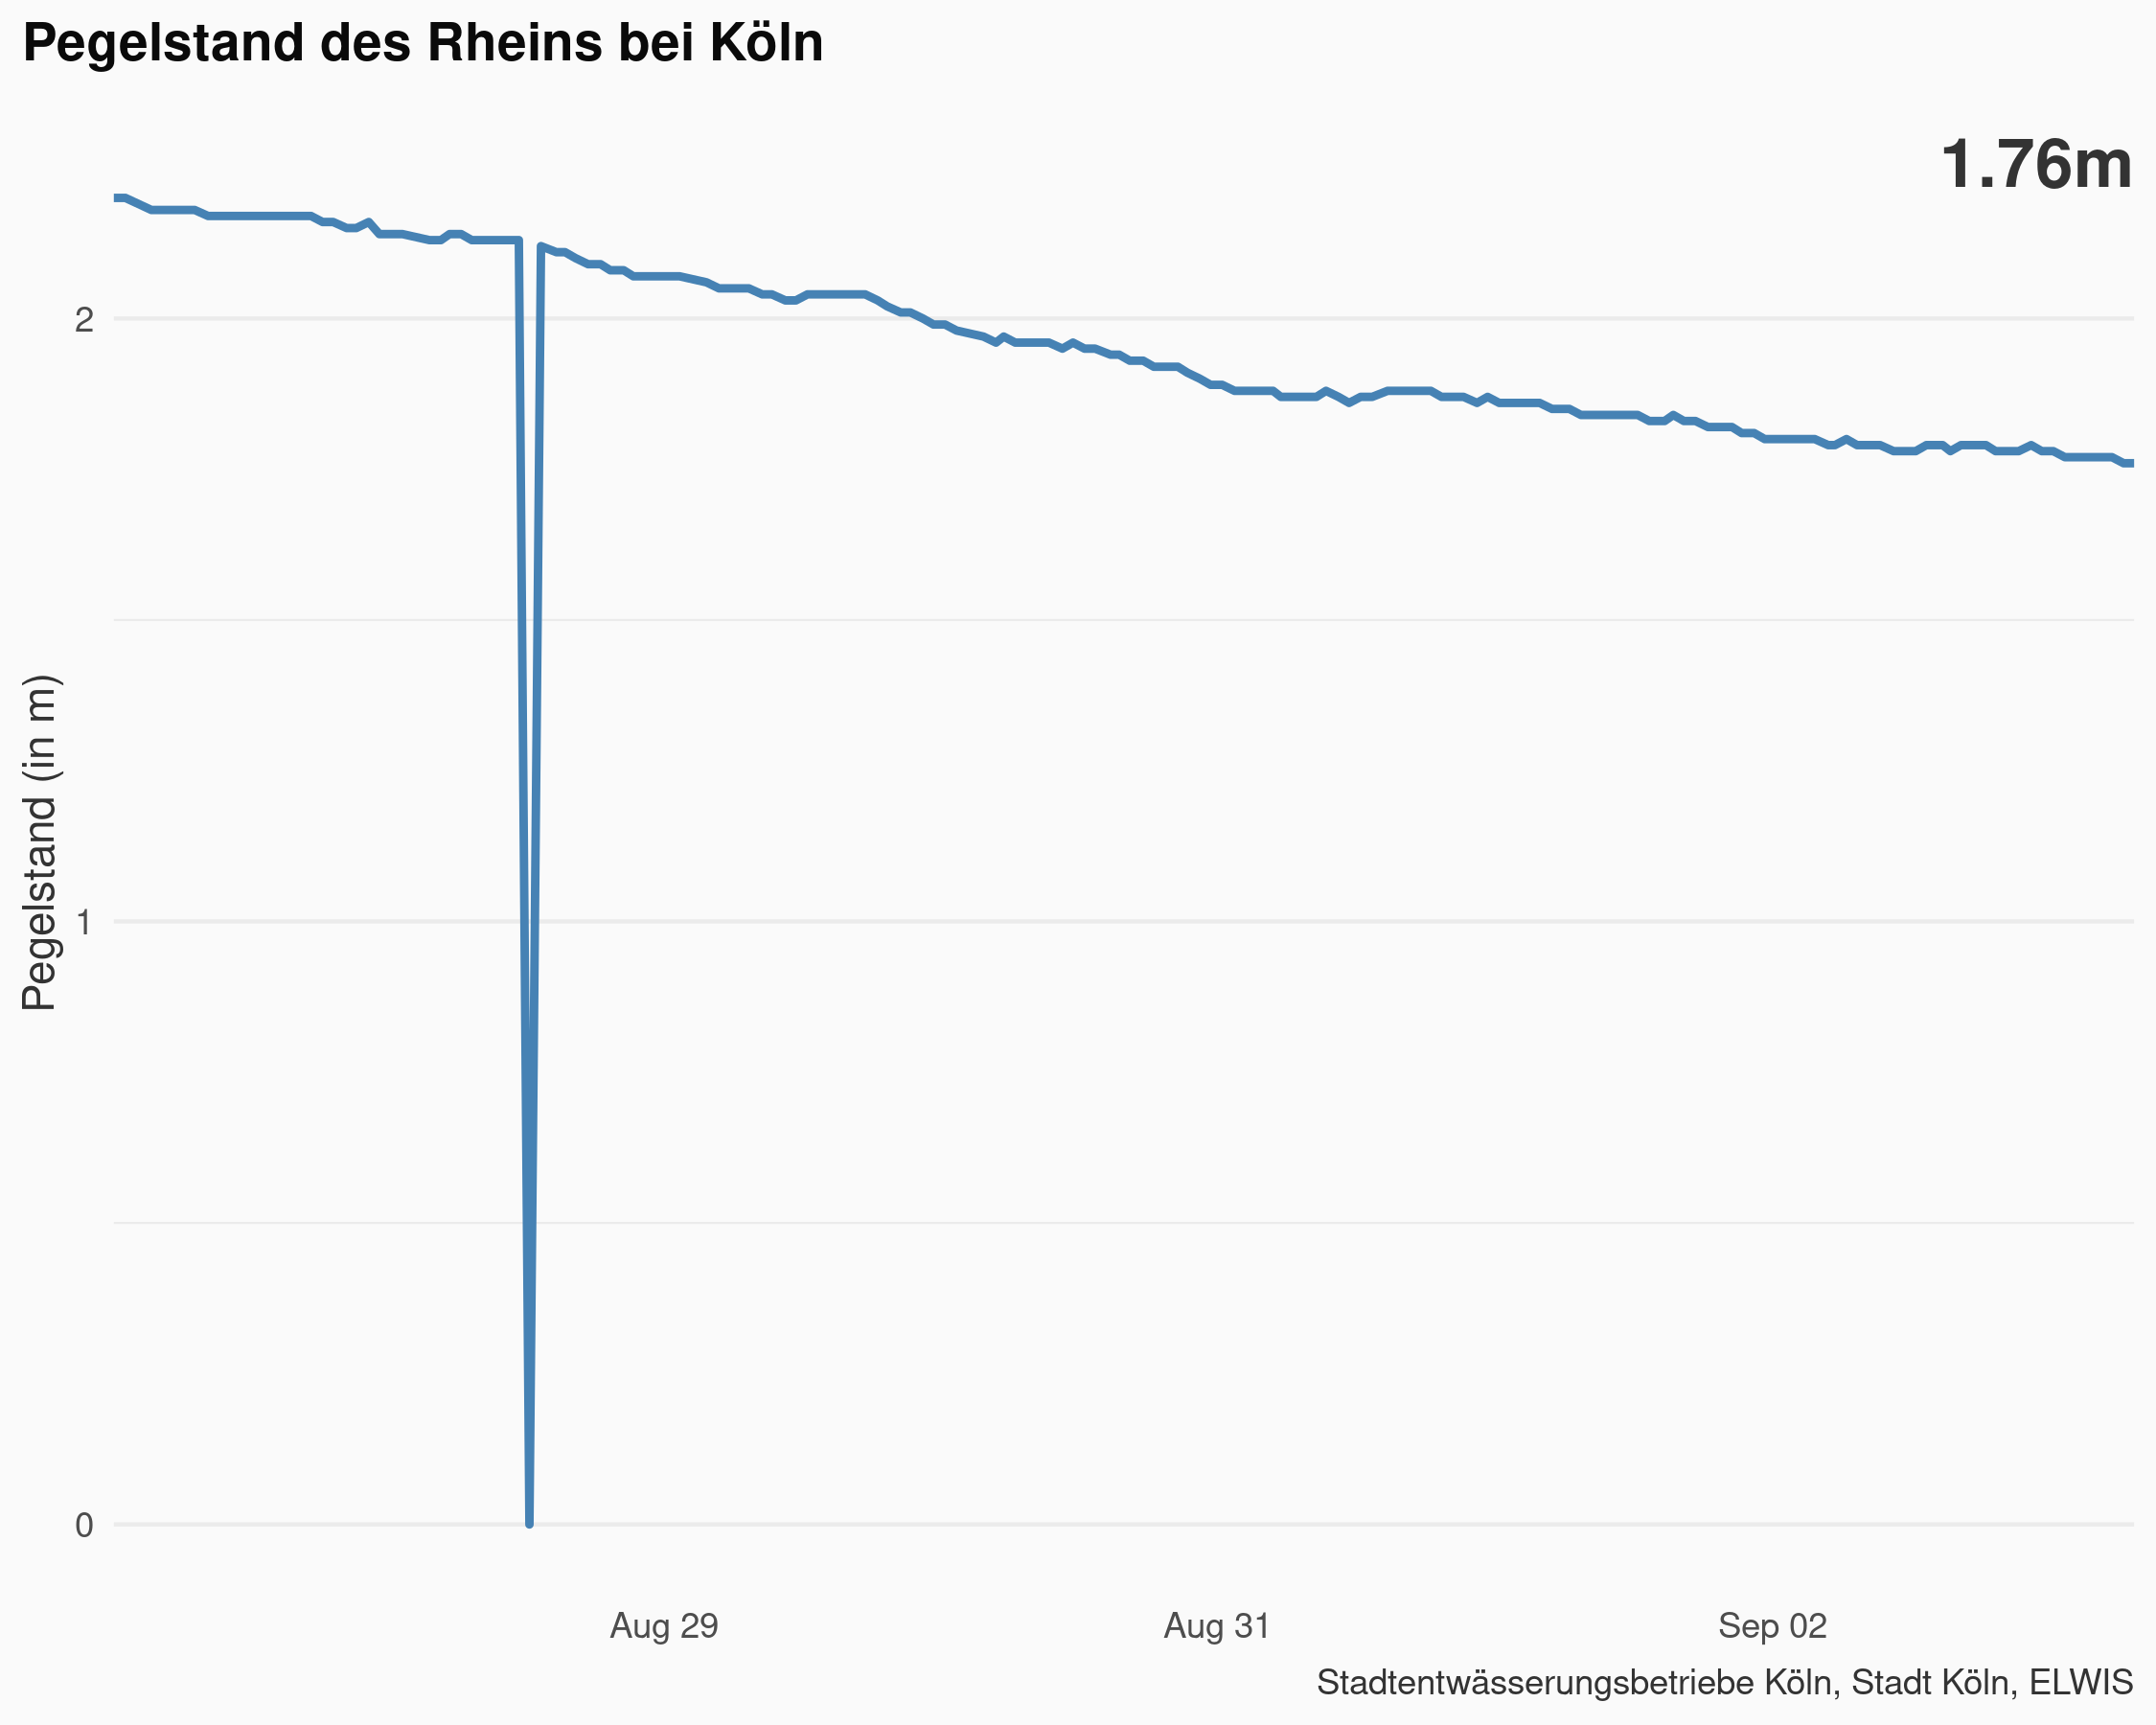 Pegelstand des Rheins bei Köln
1.76m
Pegelstand (in m)
2
1
0
Aug 29
Aug 31
Sep 02
Stadtentwässerungsbetriebe Köln, Stadt Köln, ELWIS